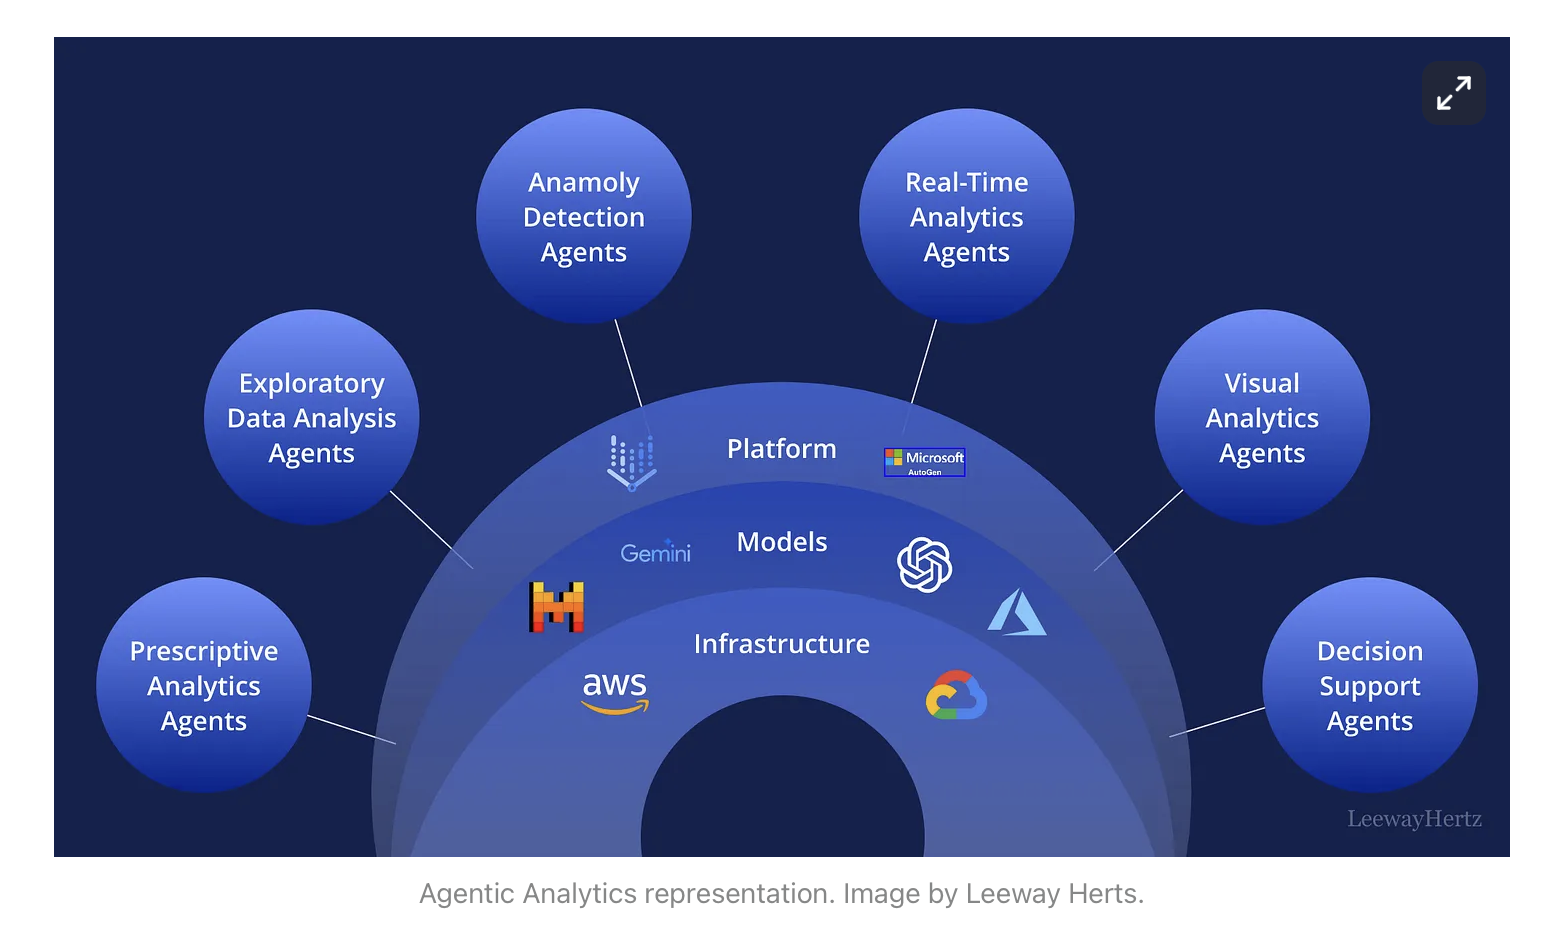 Anamoly
Detection
Agents
Real-Time
Analytics
Agents
Exploratory
Data Analysis
Agents
Visual
Analytics
Agents
Platform
Microsoft
AutoGen
Gemini
Models
Prescriptive
Analytics
Agents
Infrastructure
aws
Decision
Support
Agents
LeewayHertz
Agentic Analytics representation. Image by Leeway Herts.